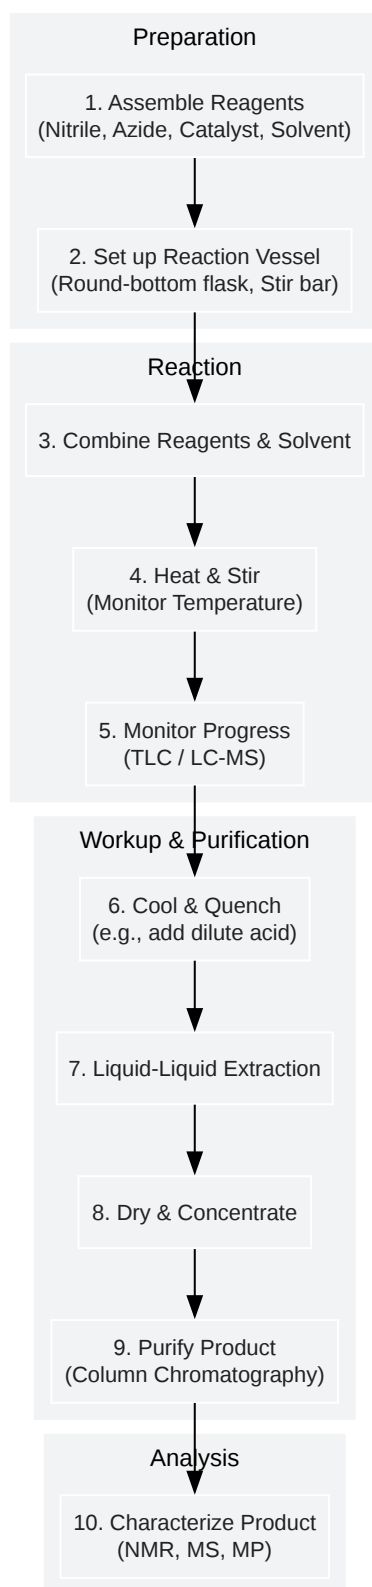 Preparation
1. Assemble Reagents
(Nitrile, Azide, Catalyst, Solvent)
2. Set up Reaction Vessel
(Round-bottom flask, Stir bar)
Reaction
3. Combine Reagents & Solvent
4. Heat & Stir
(Monitor Temperature)
5. Monitor Progress
(TLC / LC-MS)
Workup & Purification
6. Cool & Quench
(e.g., add dilute acid)
7. Liquid-Liquid Extraction
8. Dry & Concentrate
9. Purify Product
(Column Chromatography)
Analysis
10. Characterize Product
(NMR, MS, MP)